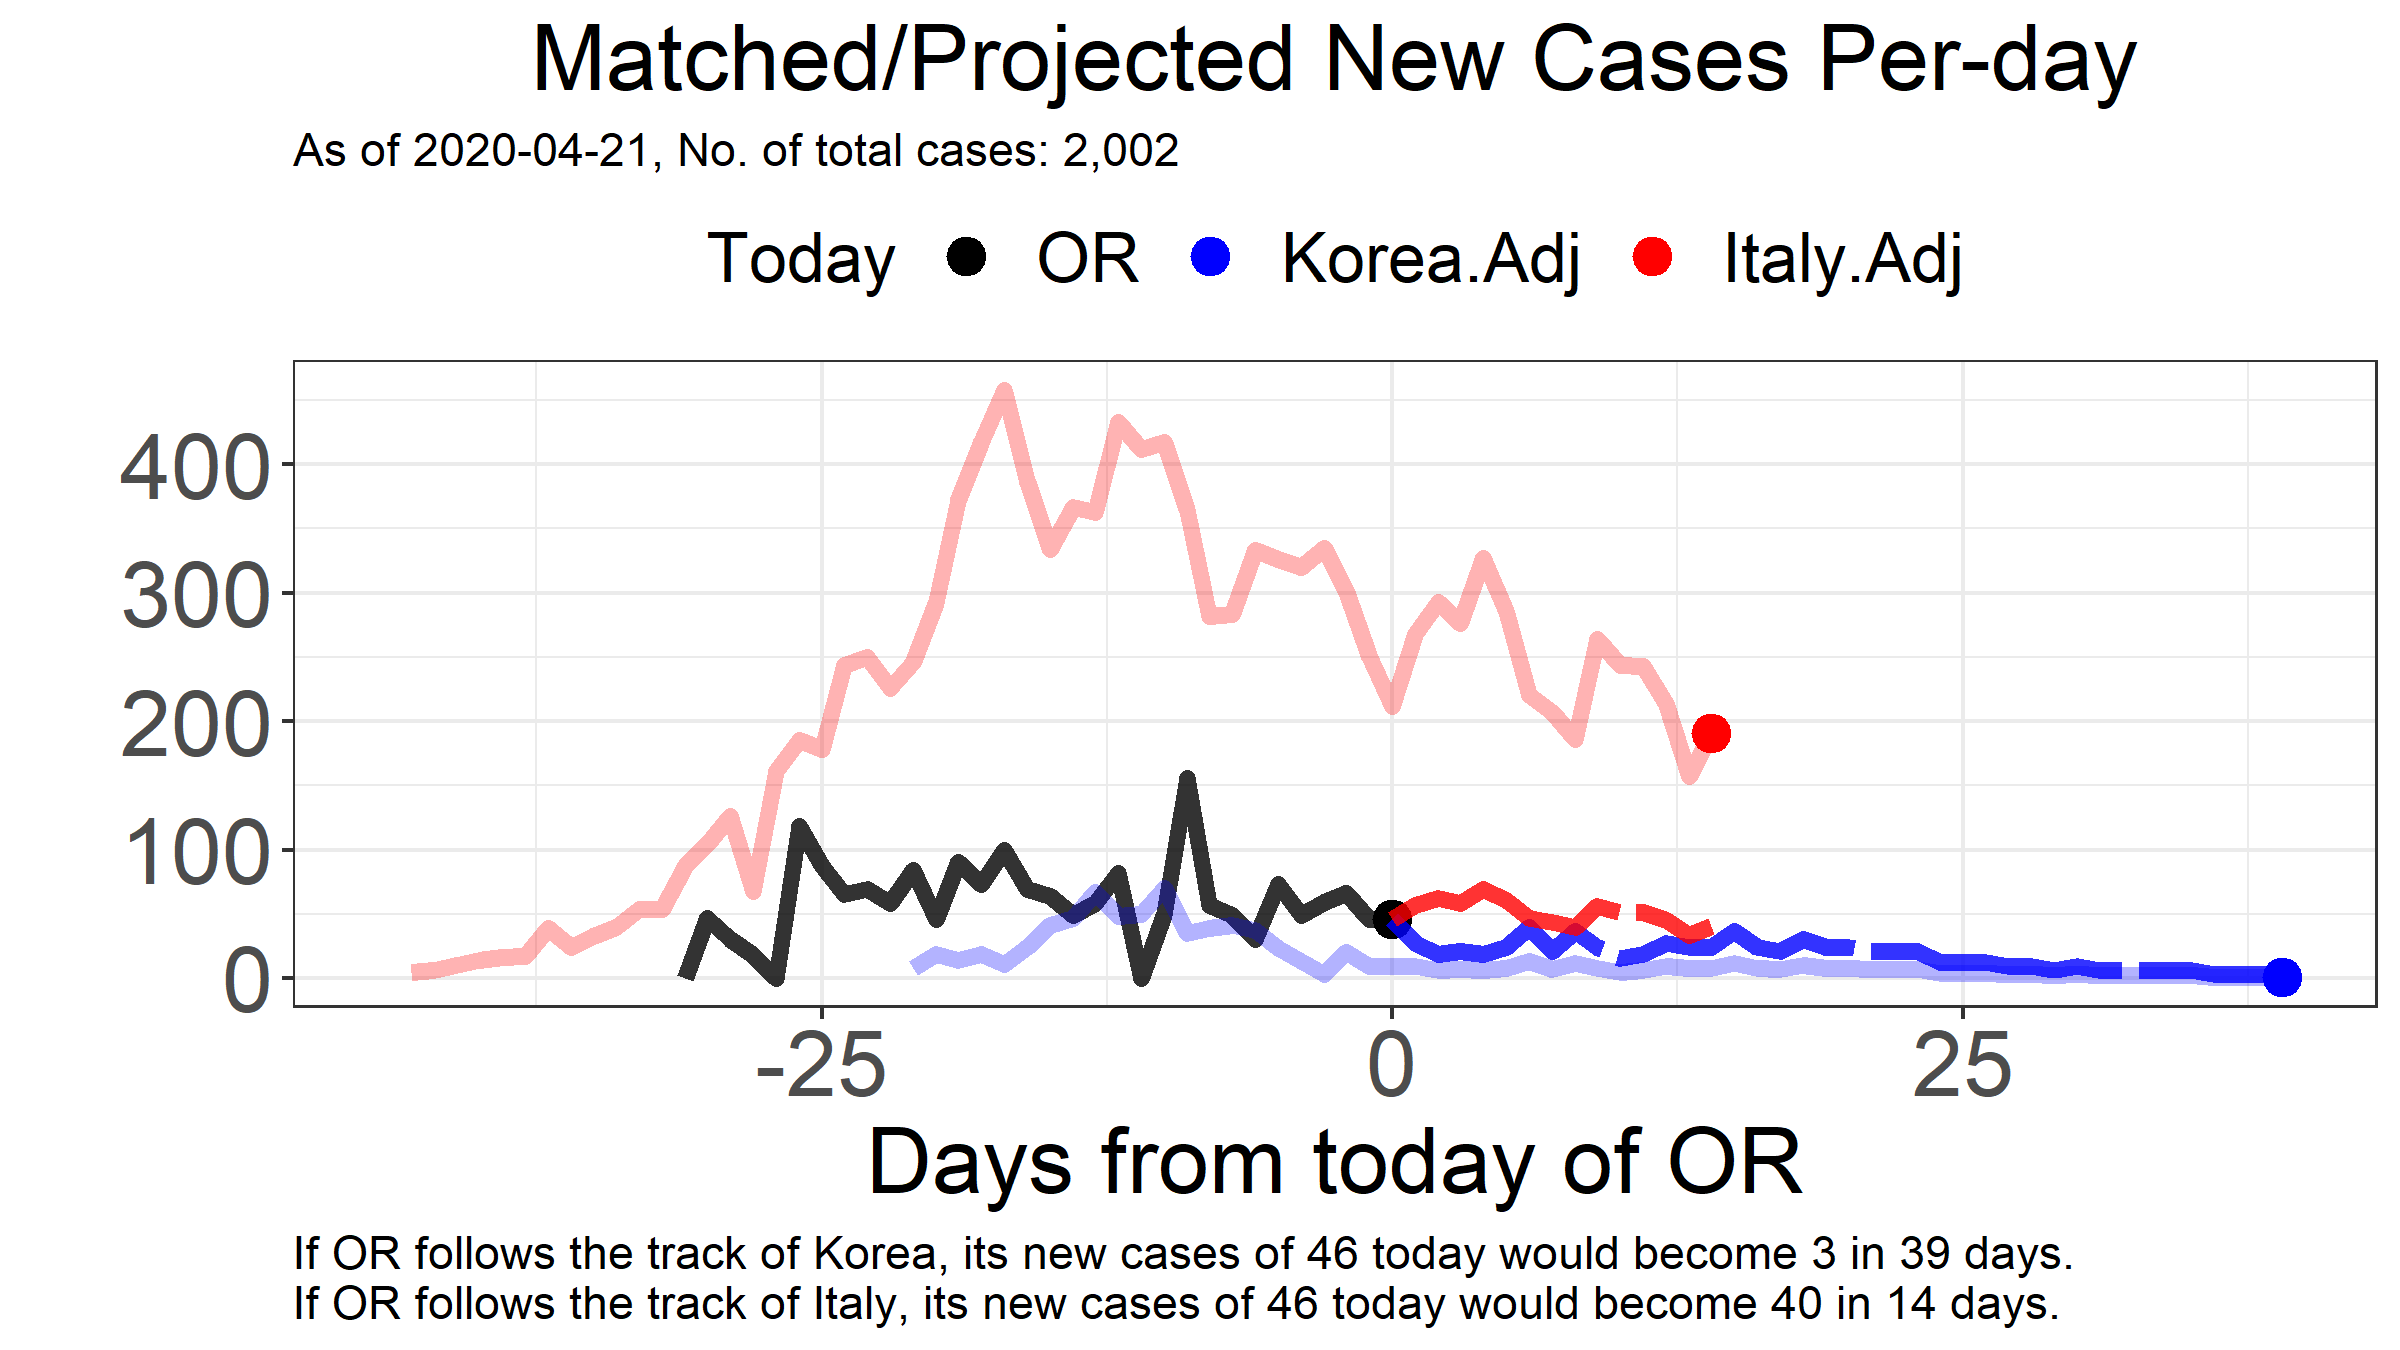 Matched/Projected New Cases Per-day
As of 2020-04-21, No. of total cases: 2,002
Today OR Korea.Adj Italy.Adj
400
300
200
100
0
-25 0 25
Days from today of OR
If OR follows the track of Korea, its new cases of 46 today would become 3 in 39 days.
If OR follows the track of Italy, its new cases of 46 today would become 40 in 14 days.